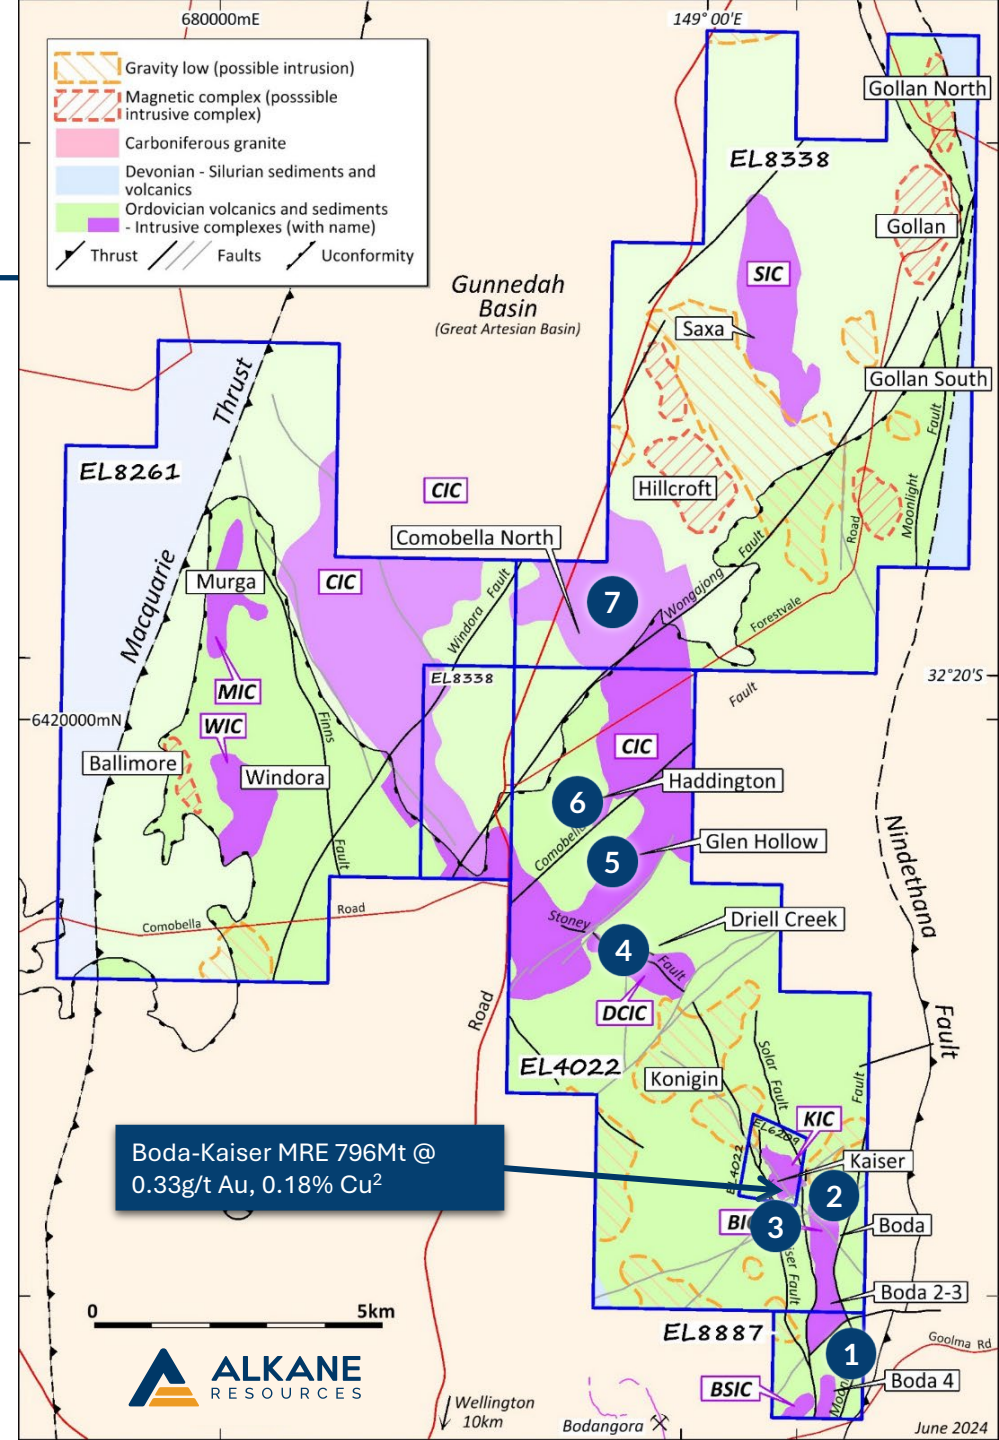 680000mE
149° 00'E
Gravity low (possible intrusion)
Magnetic complex (posssible
intrusive complex)
Carboniferous granite
Devonian - Silurian sediments and
volcanics
Ordovician volcanics and sediments
- Intrusive complexes (with name)
Thrust
Faults
Uconformity
Gollan North
EL8338
Gollan
SIC
Gunnedah
Basin
(Great Artesian Basin)
Saxa
Gollan South
Thrust
Fault
EL8261
CIC
Hillcroft
Moonlight
Road
Comobella North
Fault
Macquarie
Murga
CIC
Windora Fault
7
Wongajong
Forestvale
EL8338
32°20'S
MIC
Fault
6420000mN
WIC
Finns
CIC
Ballimore
Windora
Haddington
6
Comobella
Nindethana
Fault
5
Glen Hollow
Comobella
Road
Stoney
Driell Creek
4
Fault
DCIC
Road
Fault
EL4022
Solar Fault
Konigin
Fault
KIC
EL6209
Boda-Kaiser MRE 796Mt @
0.33g/t Au, 0.18% Cu²
EL4022
Kaiser
2
3
Boda
Boda 2-3
0
5km
EL8887
1
Goolma Rd
ALKANE
RESOURCES
BSIC
Boda 4
Wellington
10km
Bodangora
June 2024